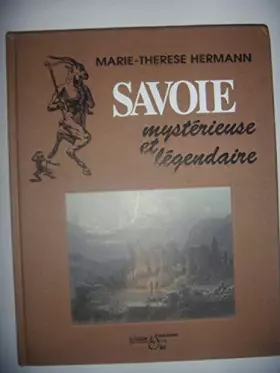 MARIE-THERESE HERMANN
SAVOIE
mystérieuse
et
légendaire